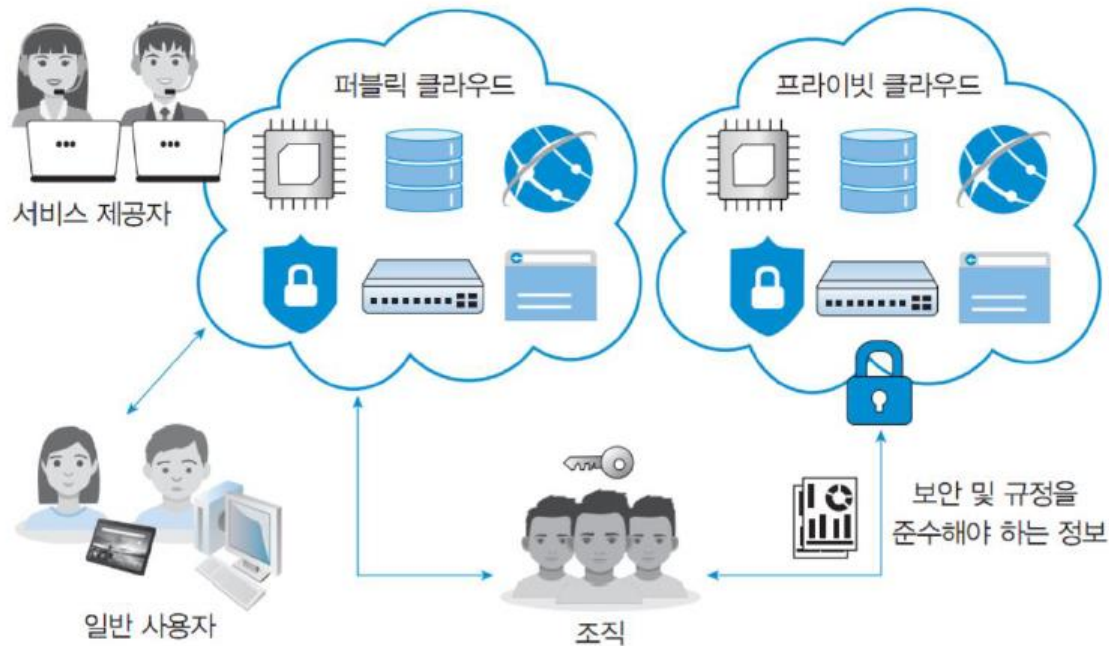 퍼블릭 클라우드
프라이빗 클라우드
서비스 제공자
보안 및 규정을
준수해야 하는 정보
일반 사용자
조직